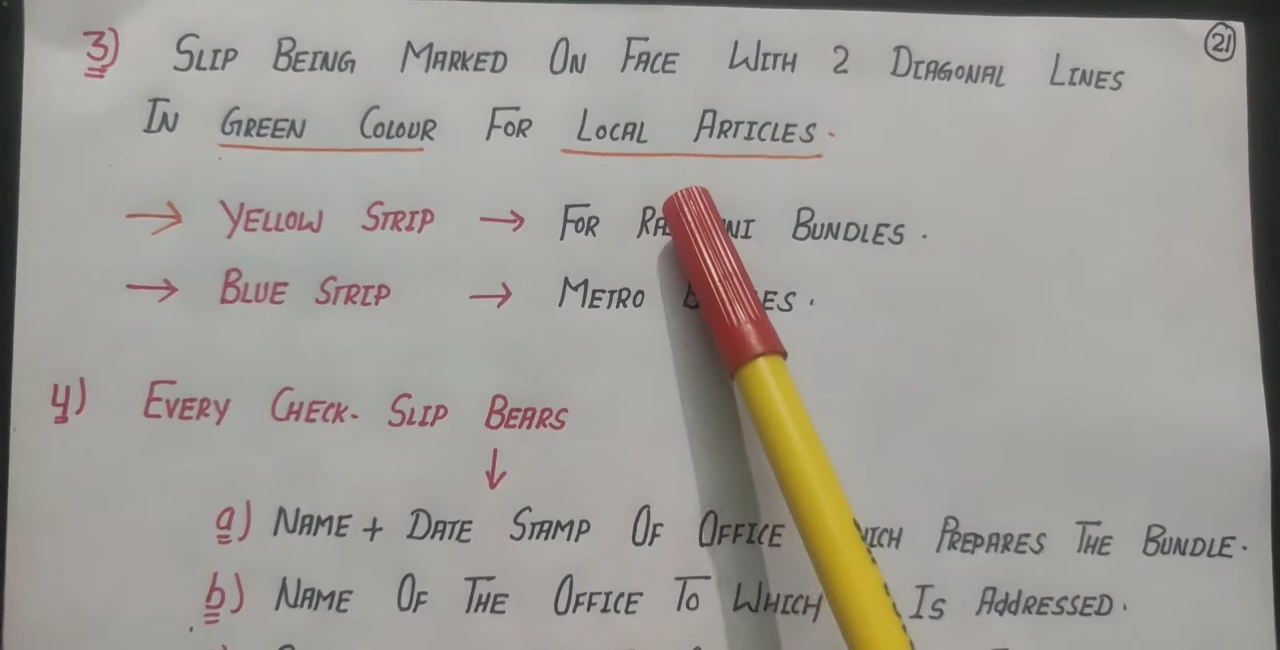 21
3) SLIP BEING MARKED ON FACE WITH 2 DIAGONAL LINES
IN GREEN COLOUR FOR LOCAL ARTICLES.
→ YELLOW STRIP → FOR BUNDLES.
→ BLUE STRIP → METRO
4) EVERY CHECK-SLIP BEARS
↓
a) NAME + DATE STAMP OF OFFICE PREPARES THE BUNDLE.
b) NAME OF THE OFFICE TO WHICH IS ADDRESSED.